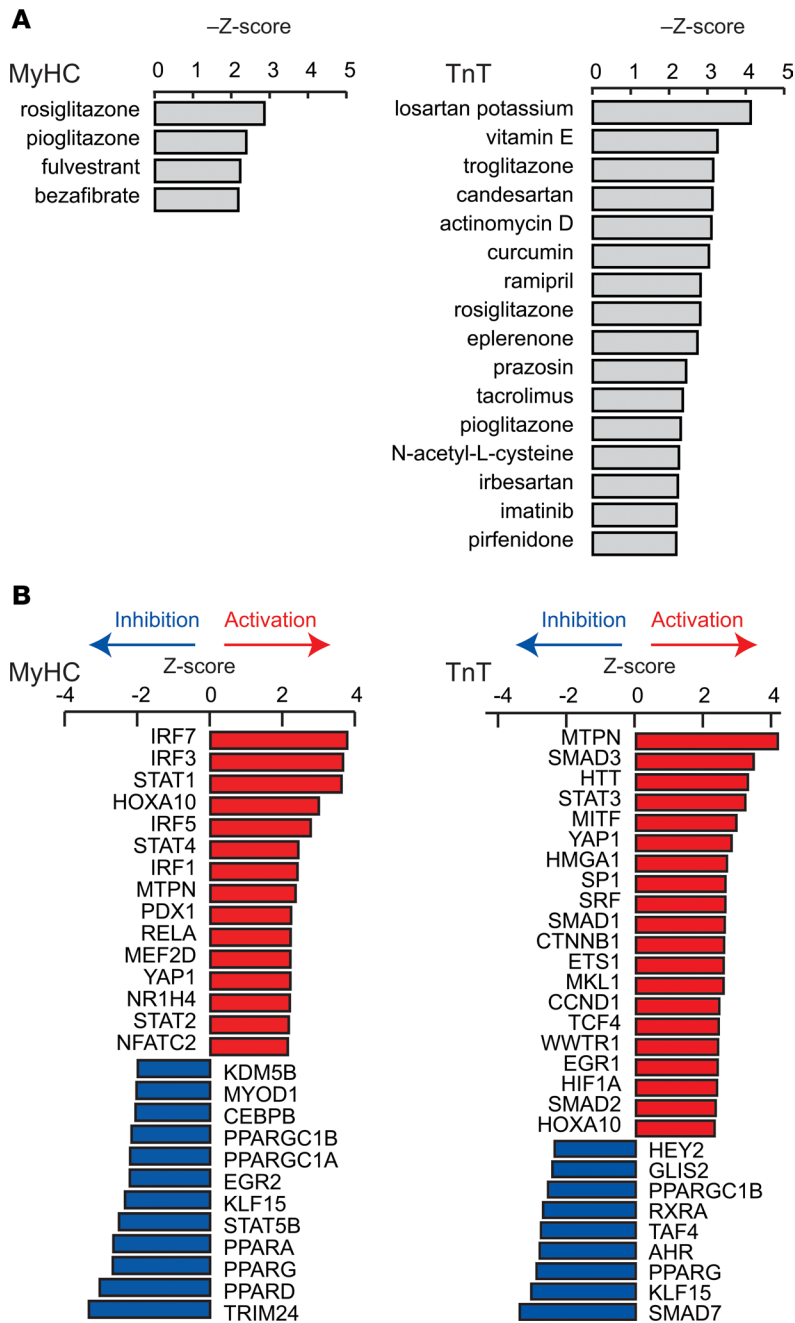 A
–Z-score
MyHC
0 1 2 3 4 5
rosiglitazone
pioglitazone
fulvestrant
bezafibrate
–Z-score
TnT
0 1 2 3 4 5
losartan potassium
vitamin E
troglitazone
candesartan
actinomycin D
curcumin
ramipril
rosiglitazone
eplerenone
prazosin
tacrolimus
pioglitazone
N-acetyl-L-cysteine
irbesartan
imatinib
pirfenidone
B
Inhibition Activation
MyHC Z-score
-4 -2 0 2 4
IRF7
IRF3
STAT1
HOXA10
IRF5
STAT4
IRF1
MTPN
PDX1
RELA
MEF2D
YAP1
NR1H4
STAT2
NFATC2
KDM5B
MYOD1
CEBPB
PPARGC1B
PPARGC1A
EGR2
KLF15
STAT5B
PPARA
PPARG
PPARD
TRIM24
Inhibition Activation
TnT Z-score
-4 -2 0 2 4
MTPN
SMAD3
HTT
STAT3
MITF
YAP1
HMGA1
SP1
SRF
SMAD1
CTNNB1
ETS1
MKL1
CCND1
TCF4
WWTR1
EGR1
HIF1A
SMAD2
HOXA10
HEY2
GLIS2
PPARGC1B
RXRA
TAF4
AHR
PPARG
KLF15
SMAD7